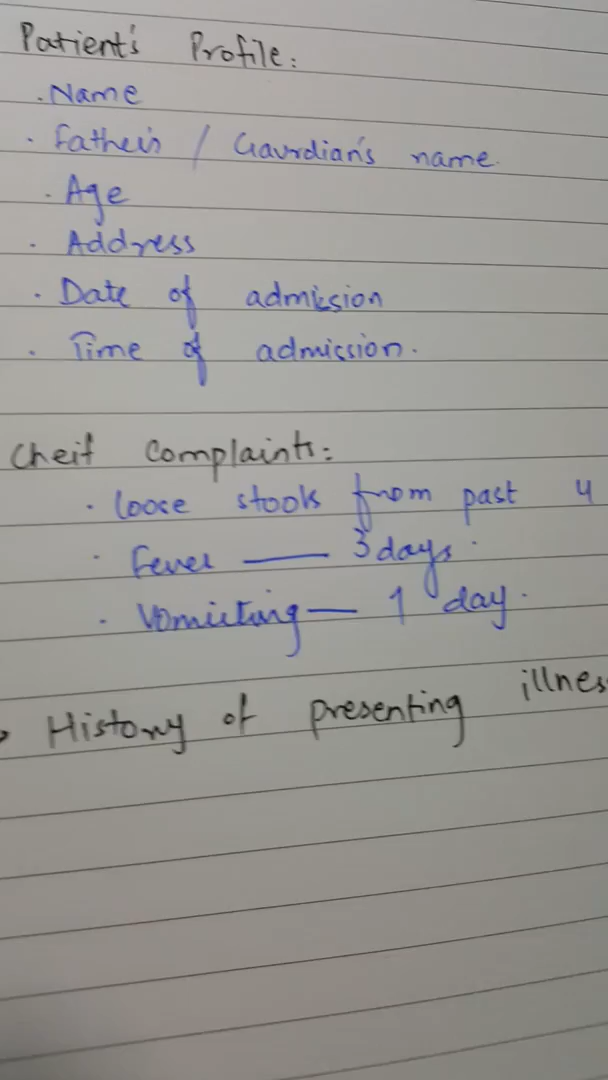 Patient's Profile:
. Name
. Father's / Gaurdian's name.
. Age
. Address
. Date of admission
. Time of admission.
Cheif Complaints:
. loose stools from past 4
. Fever — 3 days.
. Vomiting — 1 day.
History of presenting illnes